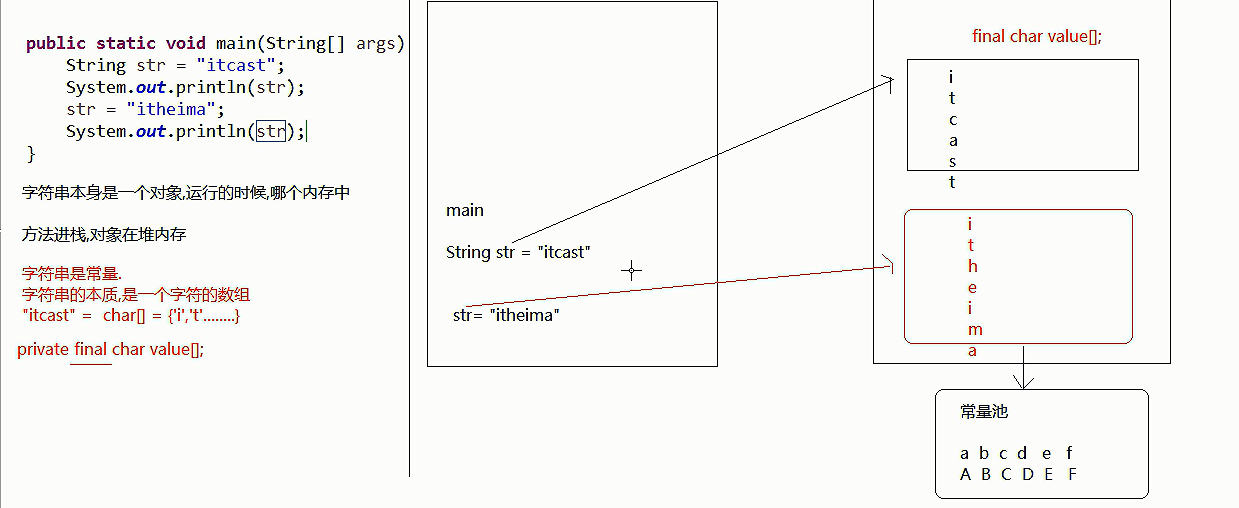 public static void main(String[] args)
String str = "itcast";
System.out.println(str);
str = "itheima";
System.out.println(str);
}
字符串本身是一个对象,运行的时候,哪个内存中
方法进栈,对象在堆内存
字符串是常量.
字符串的本质,是一个字符的数组
"itcast" = char[] = {'i','t'........}
private final char value[];
main
String str = "itcast"
str= "itheima"
final char value[];
i
t
c
a
s
t
i
t
h
e
i
m
a
常量池
a b c d e f
A B C D E F